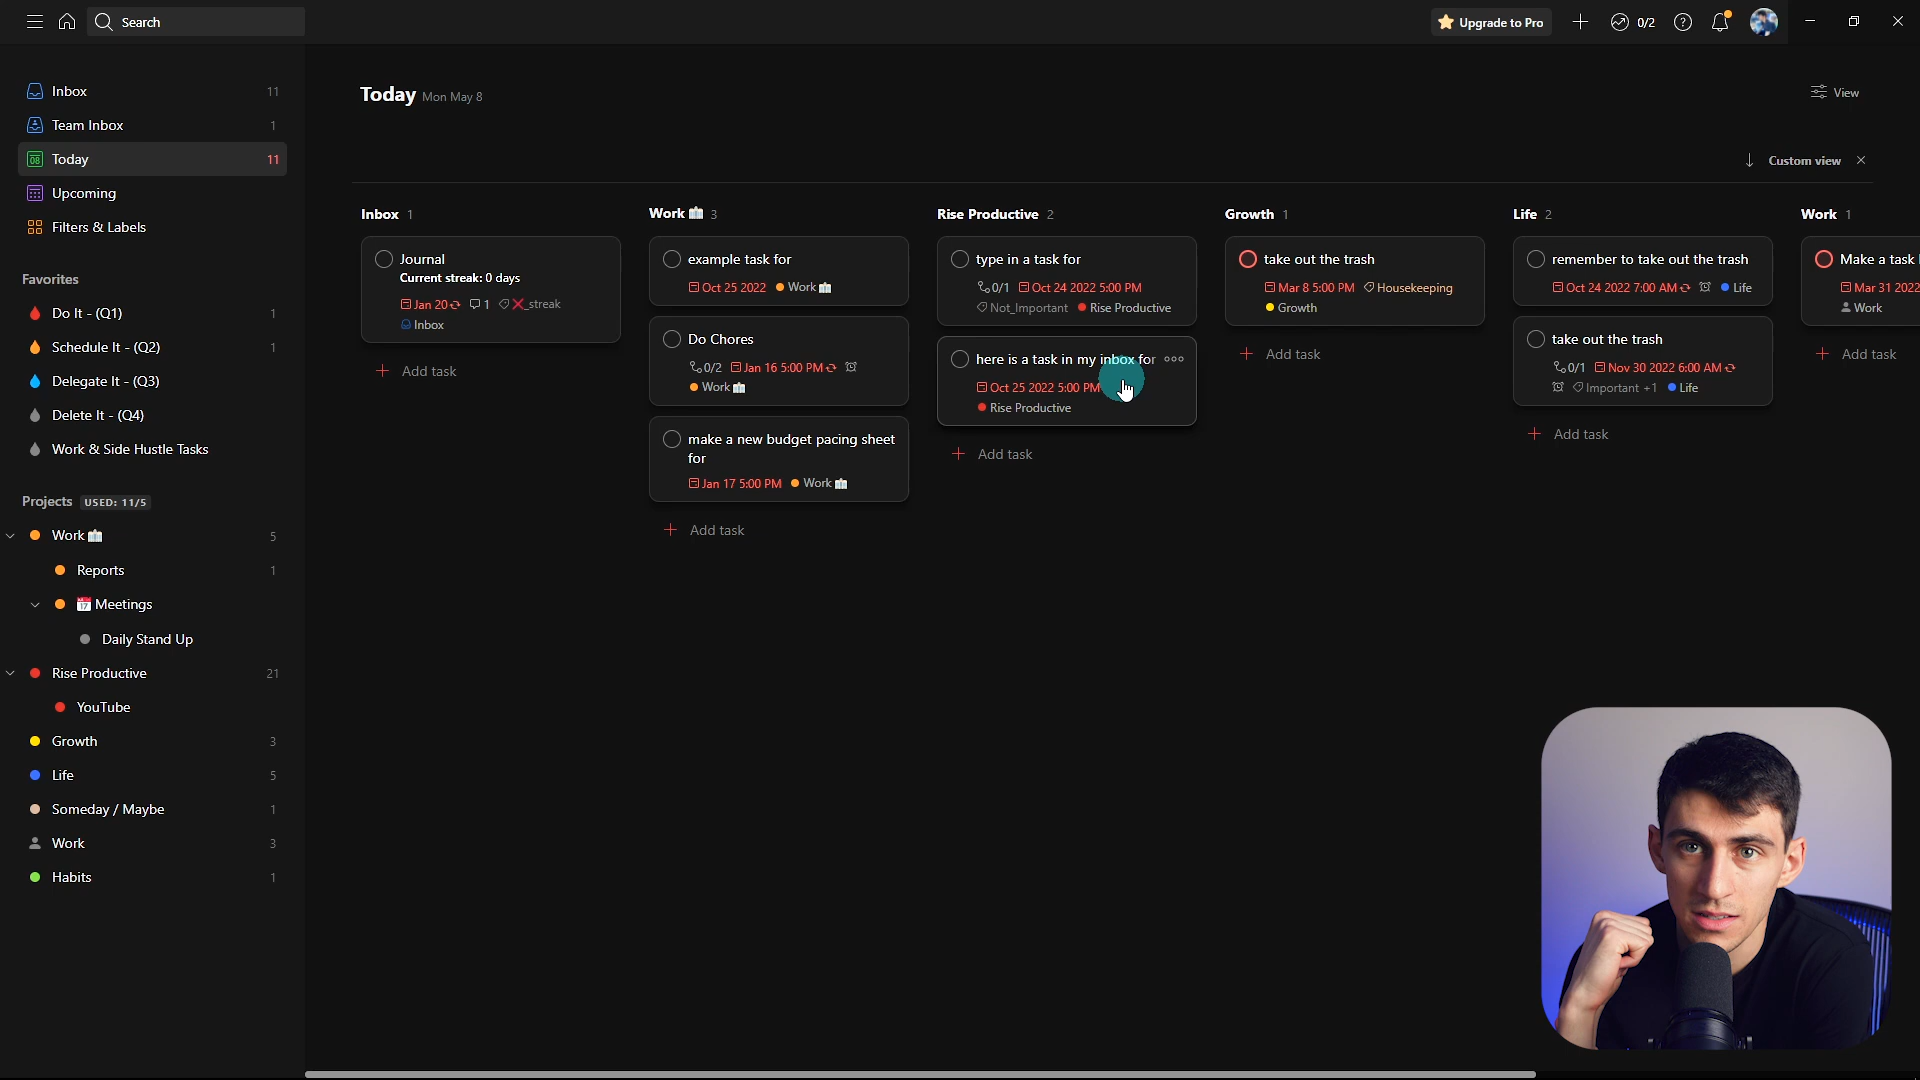 Search
Upgrade to Pro
0/2
Inbox 11
Team Inbox 1
08 Today 11
Upcoming
Filters & Labels
Favorites
Do It - (Q1) 1
Schedule It - (Q2) 1
Delegate It - (Q3)
Delete It - (Q4)
Work & Side Hustle Tasks
Projects USED: 11/5
Work 5
Reports 1
Meetings
Daily Stand Up
Rise Productive 21
YouTube
Growth 3
Life 5
Someday / Maybe 1
Work 3
Habits 1
Today Mon May 8
View
Custom view
Inbox 1
Journal
Current streak: 0 days
Jan 20 1 _streak
Inbox
Add task
Work 3
example task for
Oct 25 2022 Work
Do Chores
0/2 Jan 16 5:00 PM
Work
make a new budget pacing sheet
for
Jan 17 5:00 PM Work
Add task
Rise Productive 2
type in a task for
0/1 Oct 24 2022 5:00 PM
Not_Important Rise Productive
here is a task in my inbox for
Oct 25 2022 5:00 PM
Rise Productive
Add task
Growth 1
take out the trash
Mar 8 5:00 PM Housekeeping
Growth
Add task
Life 2
remember to take out the trash
Oct 24 2022 7:00 AM Life
take out the trash
0/1 Nov 30 2022 6:00 AM
Important +1 Life
Add task
Work 1
Make a task
Mar 31 2022
Work
Add task